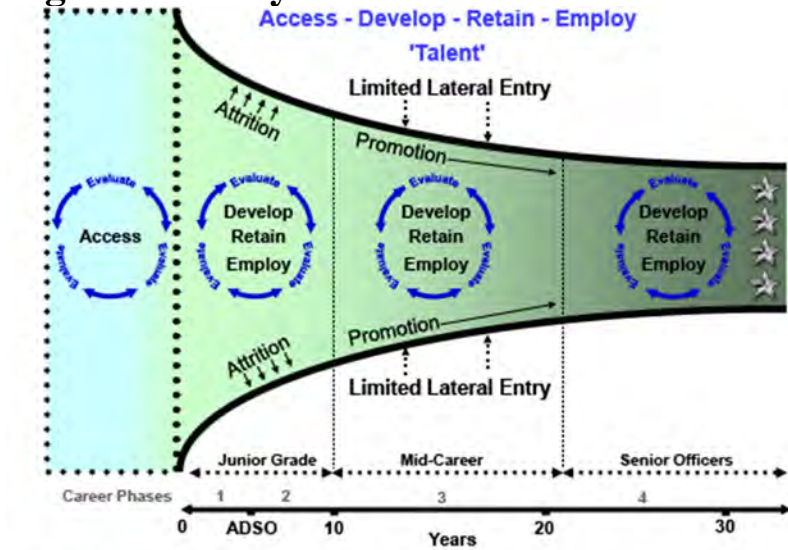 Access - Develop - Retain - Employ
'Talent'
Limited Lateral Entry
Attrition
Promotion
Evaluate
Evaluate
Evaluate
Access
Evaluate
Evaluate
Evaluate
Develop
Retain
Employ
Evaluate
Evaluate
Evaluate
Develop
Retain
Employ
Evaluate
Evaluate
Evaluate
Develop
Retain
Employ
Attrition
Promotion
Limited Lateral Entry
Junior Grade
Mid-Career
Senior Officers
Career Phases 1 2 3 4
0 ADSO 10 20 30
Years